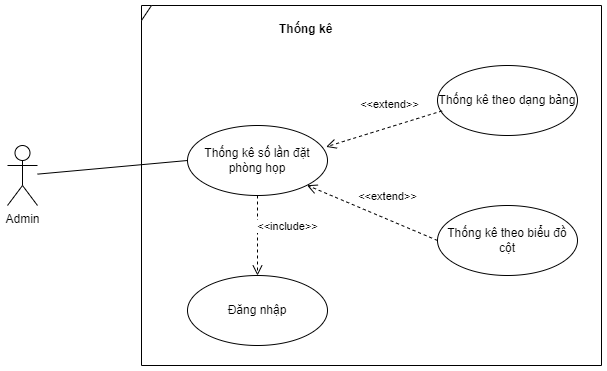 Thống kê
<<extend>>
Thống kê theo dạng bảng
Thống kê số lần đặt
phòng họp
<<extend>>
Admin
<<include>>
Thống kê theo biểu đồ
cột
Đăng nhập